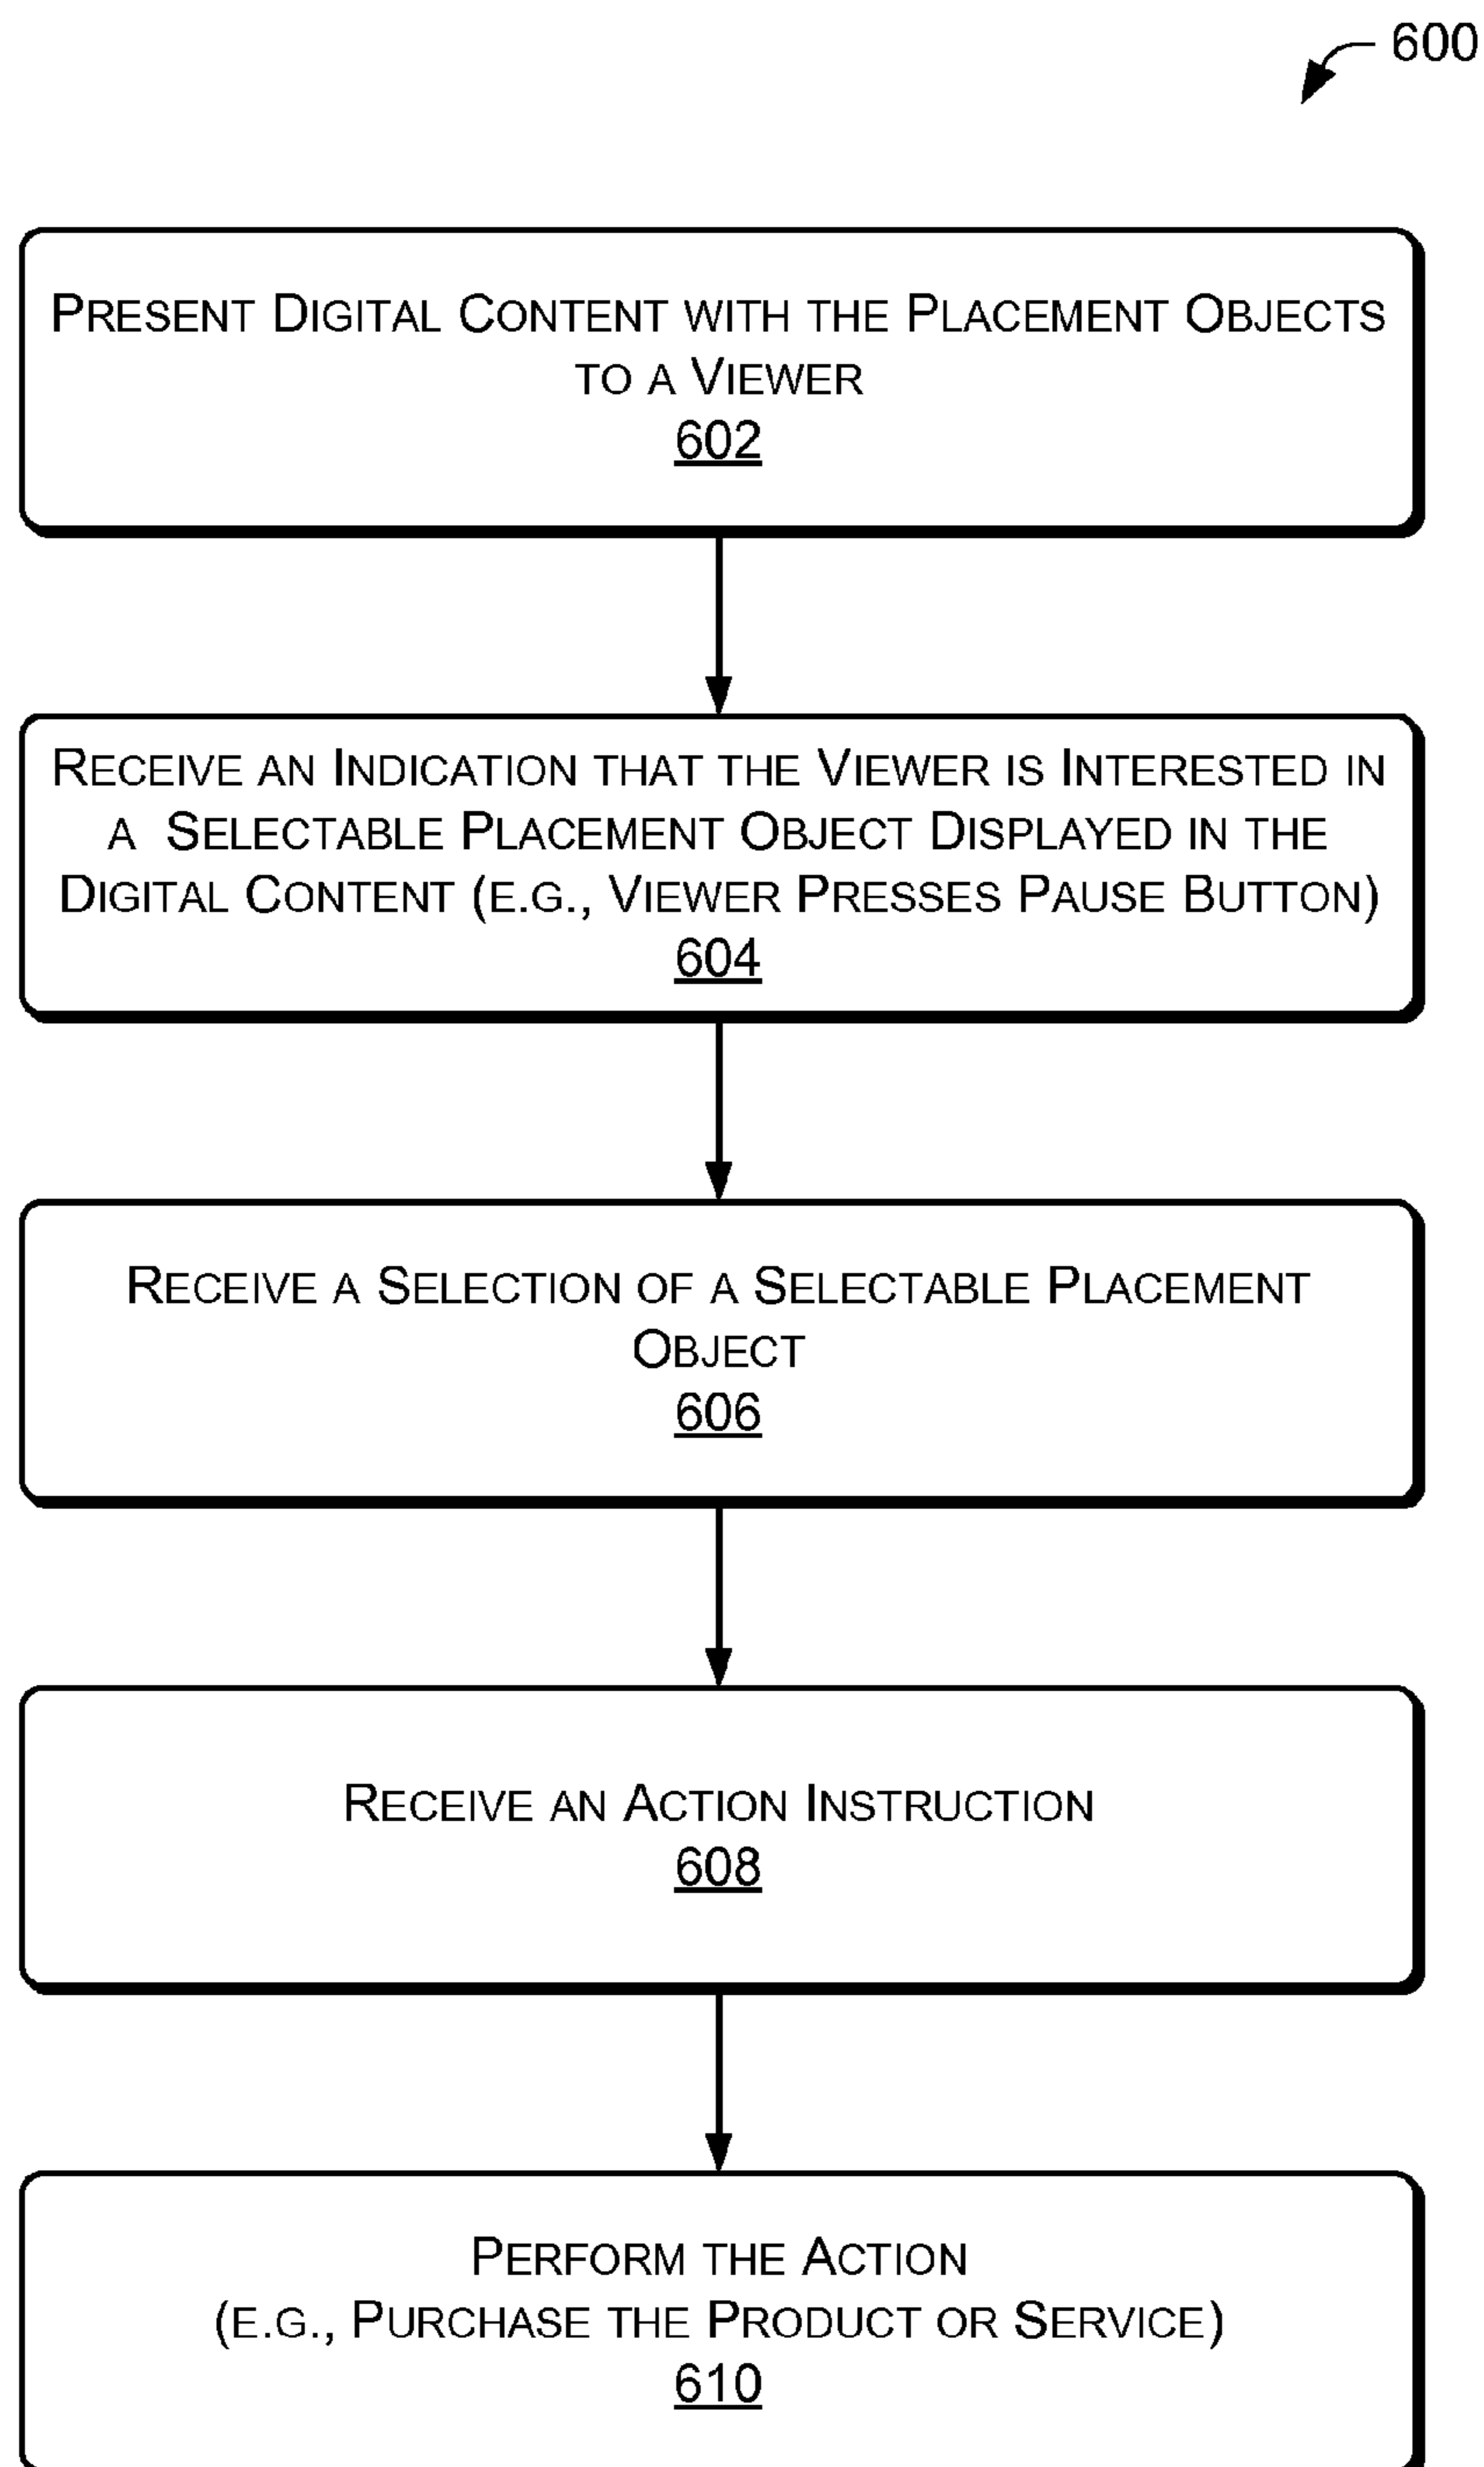 600
PRESENT DIGITAL CONTENT WITH THE PLACEMENT OBJECTS
TO A VIEWER
602
RECEIVE AN INDICATION THAT THE VIEWER IS INTERESTED IN
A SELECTABLE PLACEMENT OBJECT DISPLAYED IN THE
DIGITAL CONTENT (E.G., VIEWER PRESSES PAUSE BUTTON)
604
RECEIVE A SELECTION OF A SELECTABLE PLACEMENT
OBJECT
606
RECEIVE AN ACTION INSTRUCTION
608
PERFORM THE ACTION
(E.G., PURCHASE THE PRODUCT OR SERVICE)
610